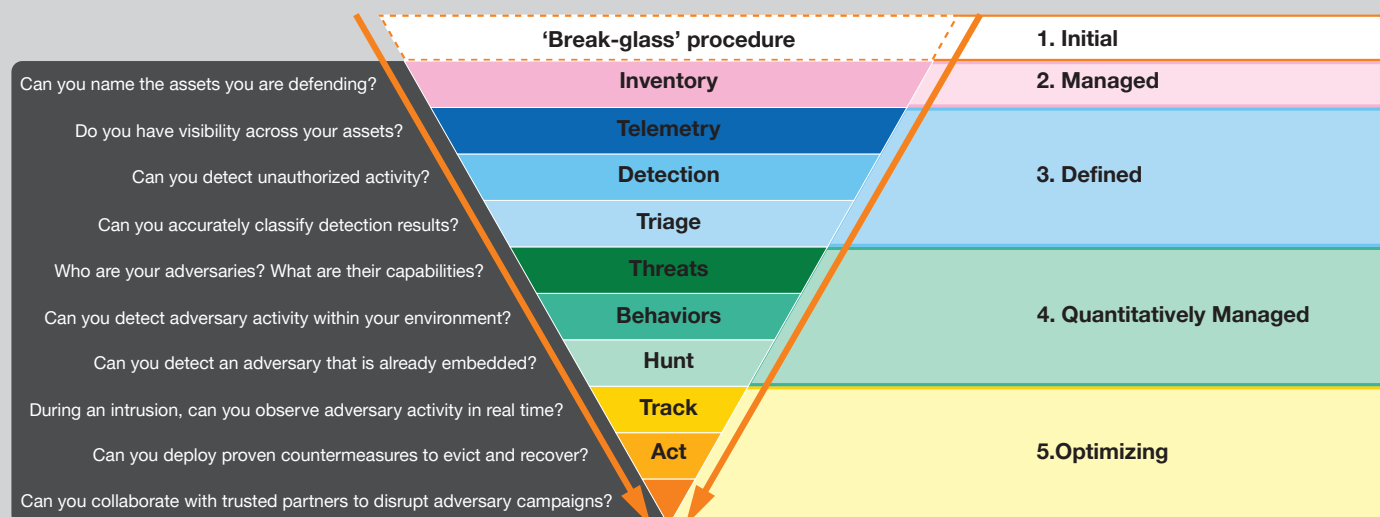 ‘Break-glass’ procedure
1. Initial
Can you name the assets you are defending?
Inventory
2. Managed
Do you have visibility across your assets?
Telemetry
Can you detect unauthorized activity?
Detection
3. Defined
Can you accurately classify detection results?
Triage
Who are your adversaries? What are their capabilities?
Threats
Can you detect adversary activity within your environment?
Behaviors
4. Quantitatively Managed
Can you detect an adversary that is already embedded?
Hunt
During an intrusion, can you observe adversary activity in real time?
Track
Can you deploy proven countermeasures to evict and recover?
Act
5.Optimizing
Can you collaborate with trusted partners to disrupt adversary campaigns?